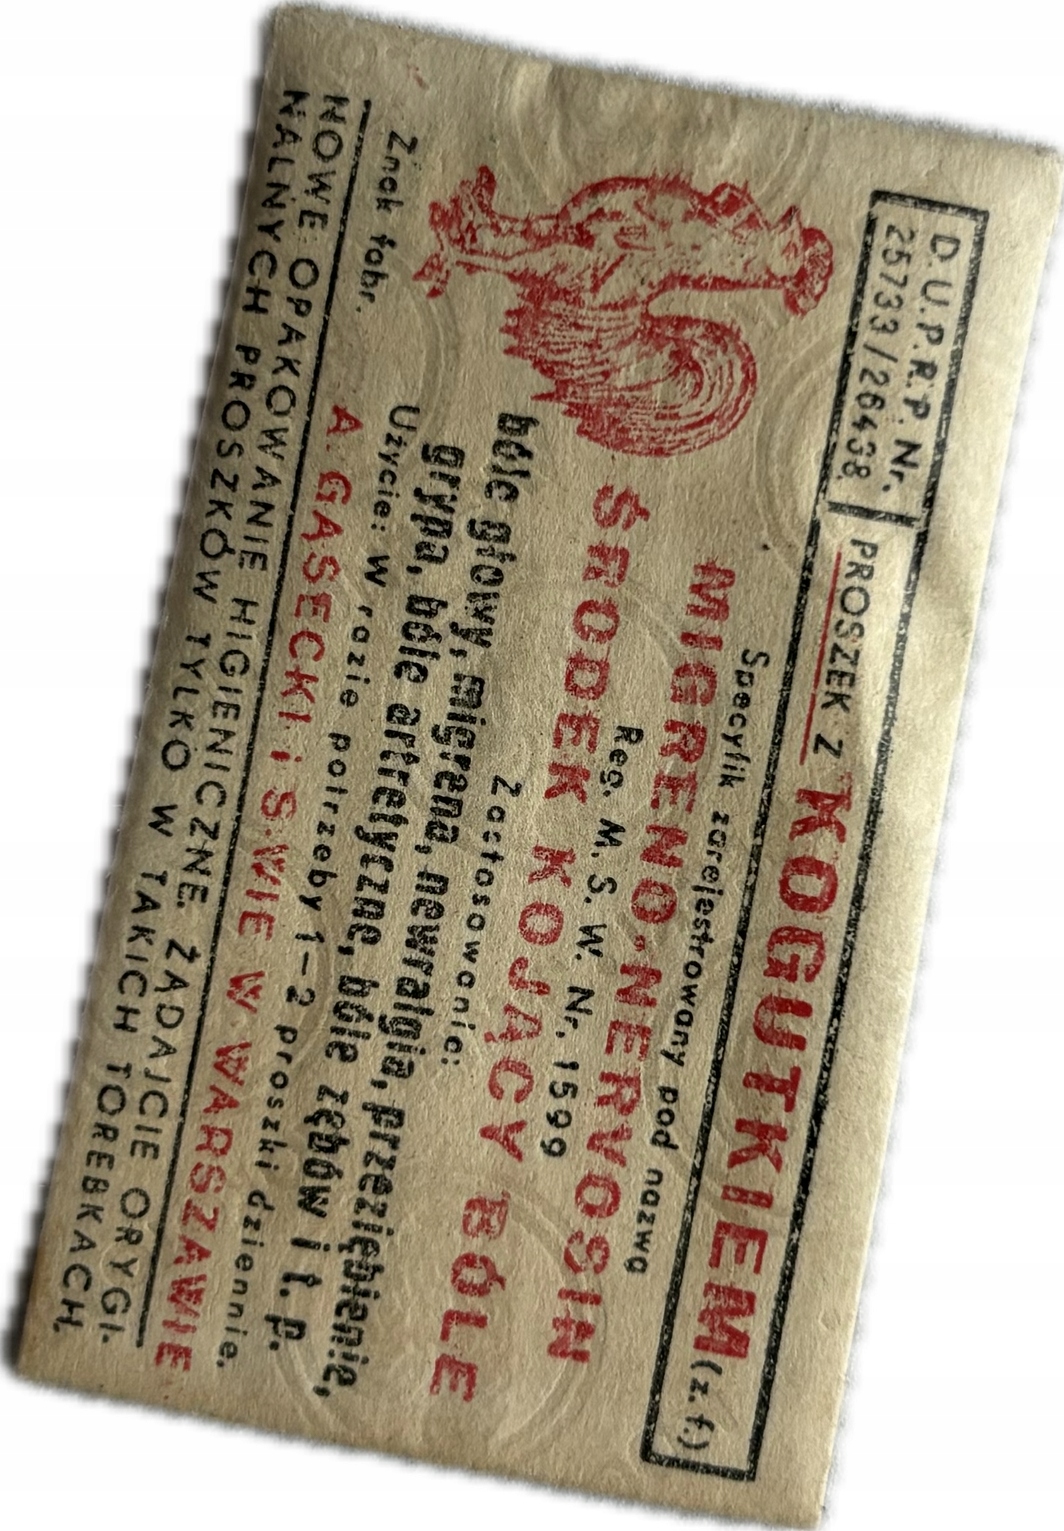 D.U.P.R.P. Nr.
25733/26438
PROSZEK Z "KOGUTKIEM (z. f.)
Specyfik zarejestrowany pod nazwą
MIGRENO-NERVOSIN
Reg. M. S. W. Nr. 1599
ŚRODEK KOJĄCY BÓLE
Zastosowanie:
bóle głowy, migrena, newralgia, przeziębienie,
grypa, bóle artretyczne, bóle zębów i t. p.
Użycie: W razie potrzeby 1–2 proszki dziennie.
Znak fabr.
A. GĄSECKI i S-WIE W WARSZAWIE
NOWE OPAKOWANIE HIGIENICZNE. ŻĄDAJCIE ORYGI-
NALNYCH PROSZKÓW TYLKO W TAKICH TOREBKACH.